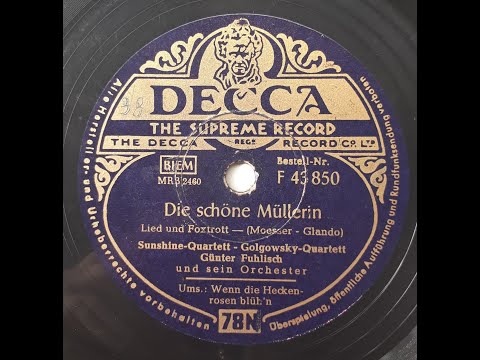 DECCA
THE SUPREME RECORD
THE DECCA REGD RECORD CO. LTD
BIEM
MRB 2460
Bestell-Nr.
F 43 850
Die schöne Müllerin
Lied und Foxtrott — (Moesser - Glando)
Sunshine-Quartett - Golgowsky-Quartett
Günter Fuhlisch
und sein Orchester
Ums.: Wenn die Hecken-
rosen blüh'n
78N
Alle Hersteller- und Urheberrechte vorbehalten
Überspielung, öffentliche Aufführung und Rundfunksendung verboten